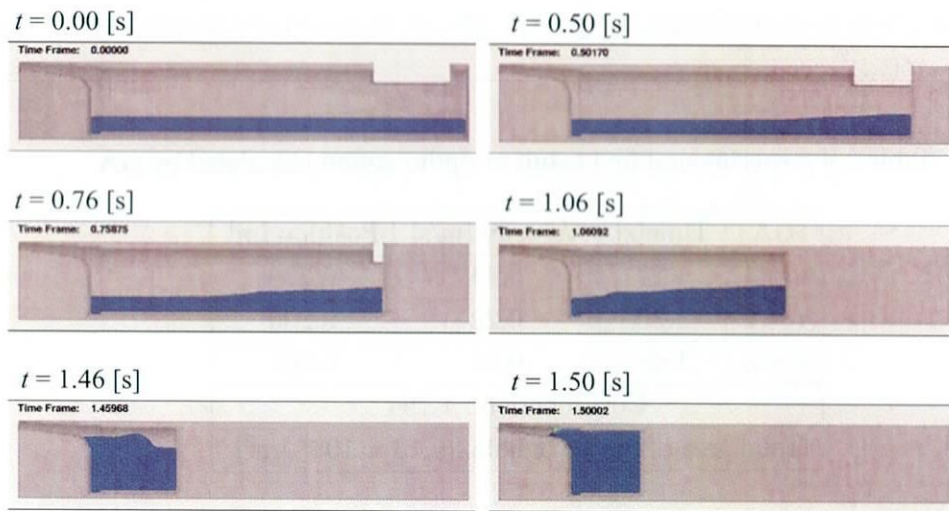 t = 0.00 [s]
Time Frame: 0.00000
t = 0.50 [s]
Time Frame: 0.50170
t = 0.76 [s]
Time Frame: 0.75875
t = 1.06 [s]
Time Frame: 1.06092
t = 1.46 [s]
Time Frame: 1.45968
t = 1.50 [s]
Time Frame: 1.50002